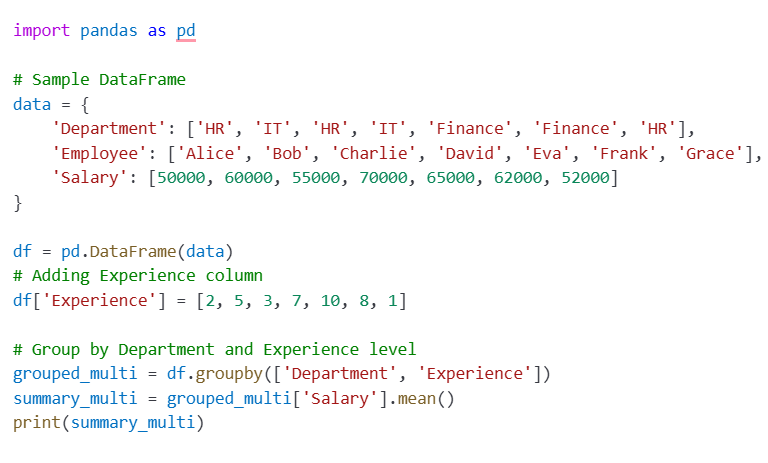 import pandas as pd
# Sample DataFrame
data = {
    'Department': ['HR', 'IT', 'HR', 'IT', 'Finance', 'Finance', 'HR'],
    'Employee': ['Alice', 'Bob', 'Charlie', 'David', 'Eva', 'Frank', 'Grace'],
    'Salary': [50000, 60000, 55000, 70000, 65000, 62000, 52000]
}
df = pd.DataFrame(data)
# Adding Experience column
df['Experience'] = [2, 5, 3, 7, 10, 8, 1]
# Group by Department and Experience level
grouped_multi = df.groupby(['Department', 'Experience'])
summary_multi = grouped_multi['Salary'].mean()
print(summary_multi)